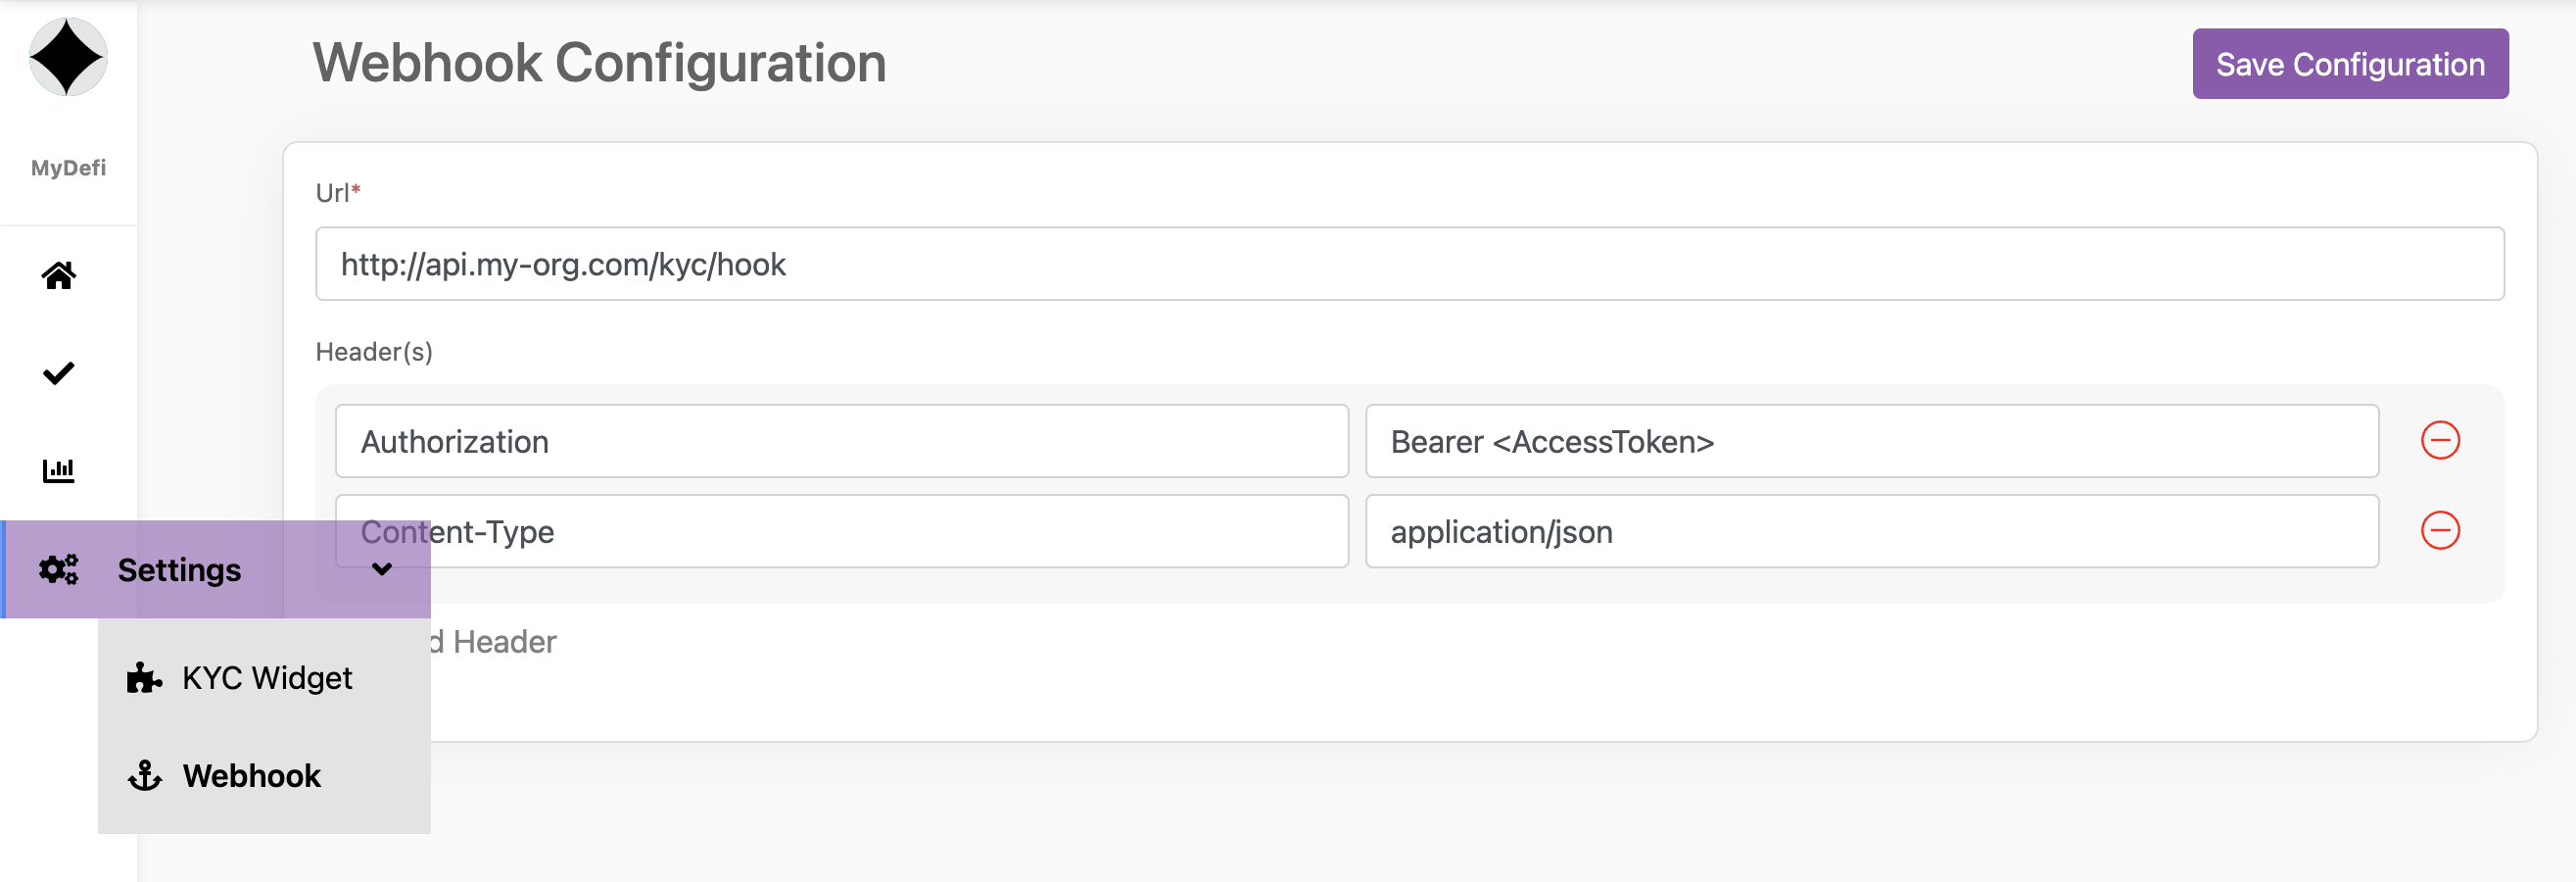 Webhook Configuration
Save Configuration
MyDefi
Url*
http://api.my-org.com/kyc/hook
Header(s)
Authorization
Bearer <AccessToken>
Content-Type
application/json
Settings
Header
KYC Widget
Webhook